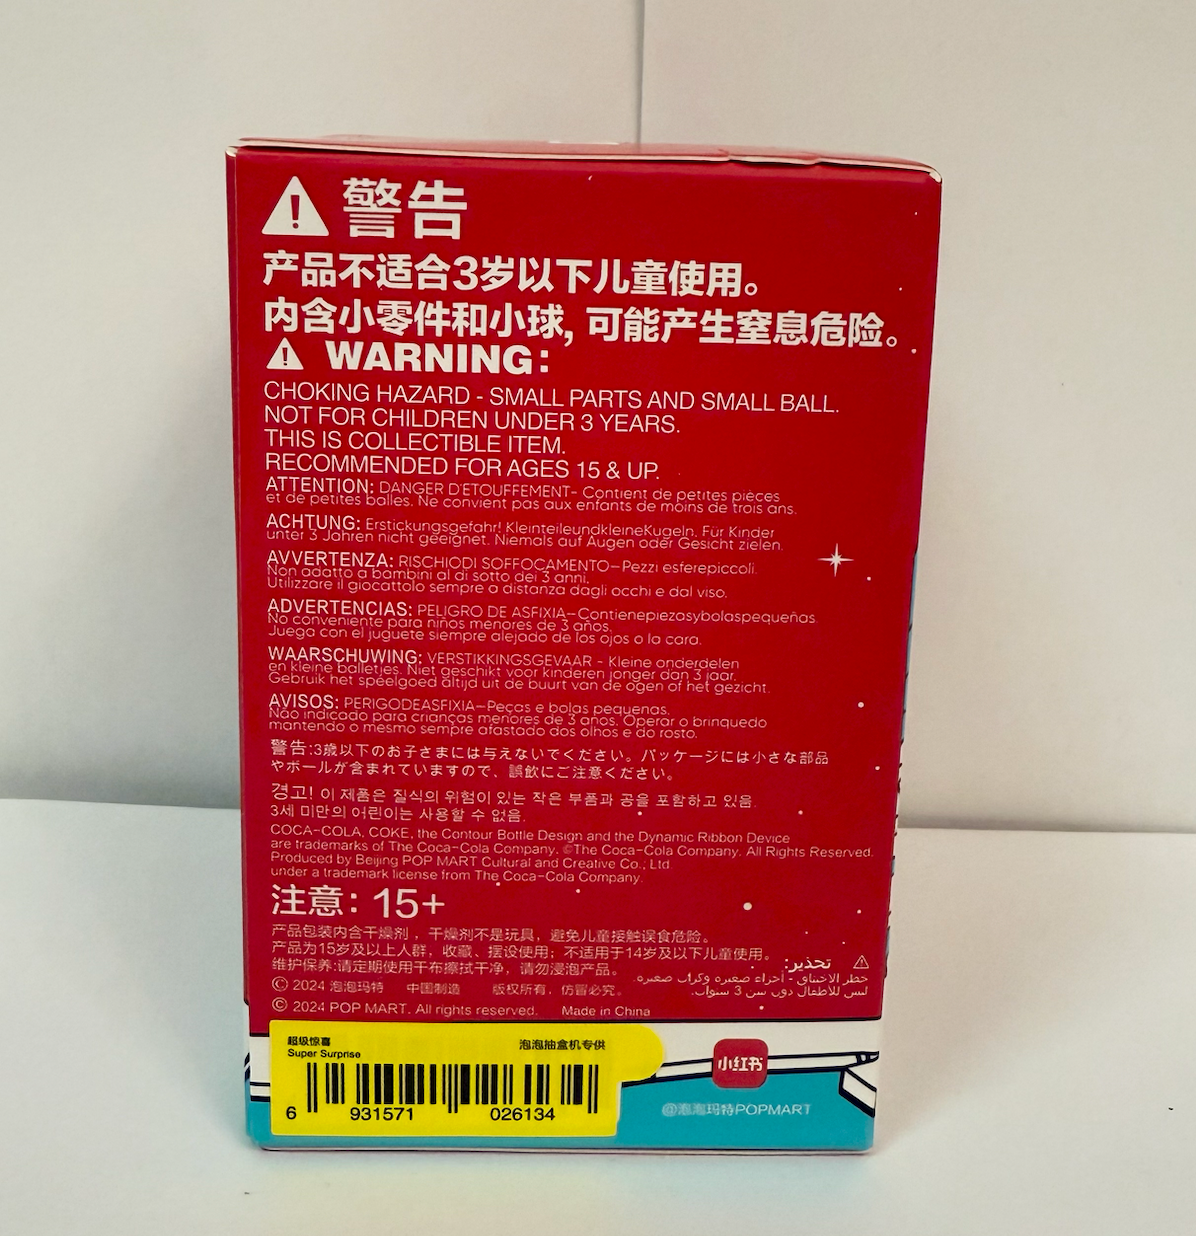 警告
产品不适合3岁以下儿童使用。
内含小零件和小球, 可能产生窒息危险。
WARNING:
CHOKING HAZARD - SMALL PARTS AND SMALL BALL.
NOT FOR CHILDREN UNDER 3 YEARS.
THIS IS COLLECTIBLE ITEM.
RECOMMENDED FOR AGES 15 & UP.
ATTENTION: DANGER D'ETOUFFEMENT- Contient de petites pièces
et de petites balles. Ne convient pas aux enfants de moins de trois ans.
ACHTUNG: Erstickungsgefahr! KleinteileundkleineKugeln. Für Kinder
unter 3 Jahren nicht geeignet. Niemals auf Augen oder Gesicht zielen.
AVVERTENZA: RISCHIODI SOFFOCAMENTO-Pezzi esferepiccoli.
Non adatto a bambini al di sotto dei 3 anni.
Utilizzare il giocattolo sempre a distanza dagli occhi e dal viso.
ADVERTENCIAS: PELIGRO DE ASFIXIA-Contienepiezasybolaspequeñas.
No conveniente para niños menores de 3 años.
Juega con el juguete siempre alejado de los ojos o la cara.
WAARSCHUWING: VERSTIKKINGSGEVAAR - Kleine onderdelen
en kleine balletjes. Niet geschikt voor kinderen jonger dan 3 jaar.
Gebruik het speelgoed altijd uit de buurt van de ogen of het gezicht.
AVISOS: PERIGODEASFIXIA-Peças e bolas pequenas.
Não indicado para crianças menores de 3 anos. Operar o brinquedo
mantendo o mesmo sempre afastado dos olhos e do rosto.
警告:3歳以下のお子さまには与えないでください。パッケージには小さな部品
やボールが含まれていますので、誤飲にご注意ください。
경고! 이 제품은 질식의 위험이 있는 작은 부품과 공을 포함하고 있음.
3세 미만의 어린이는 사용할 수 없음.
COCA-COLA, COKE, the Contour Bottle Design and the Dynamic Ribbon Device
are trademarks of The Coca-Cola Company. ©The Coca-Cola Company. All Rights Reserved.
Produced by Beijing POP MART Cultural and Creative Co., Ltd.
under a trademark license from The Coca-Cola Company.
注意: 15+
产品包装内含干燥剂，干燥剂不是玩具，避免儿童接触误食危险。
产品为15岁及以上人群，收藏、摆设使用；不适用于14岁及以下儿童使用。
维护保养:请定期使用干布擦拭干净，请勿浸泡产品。
تحذير:
خطر الاختناق - أجزاء صغيرة وكرات صغيرة.
ليس للأطفال دون سن 3 سنوات.
© 2024 泡泡玛特 中国制造 版权所有，仿冒必究。
© 2024 POP MART. All rights reserved. Made in China
超级惊喜 泡泡抽盒机专供
Super Surprise
6 931571 026134
小红书
@泡泡玛特POPMART